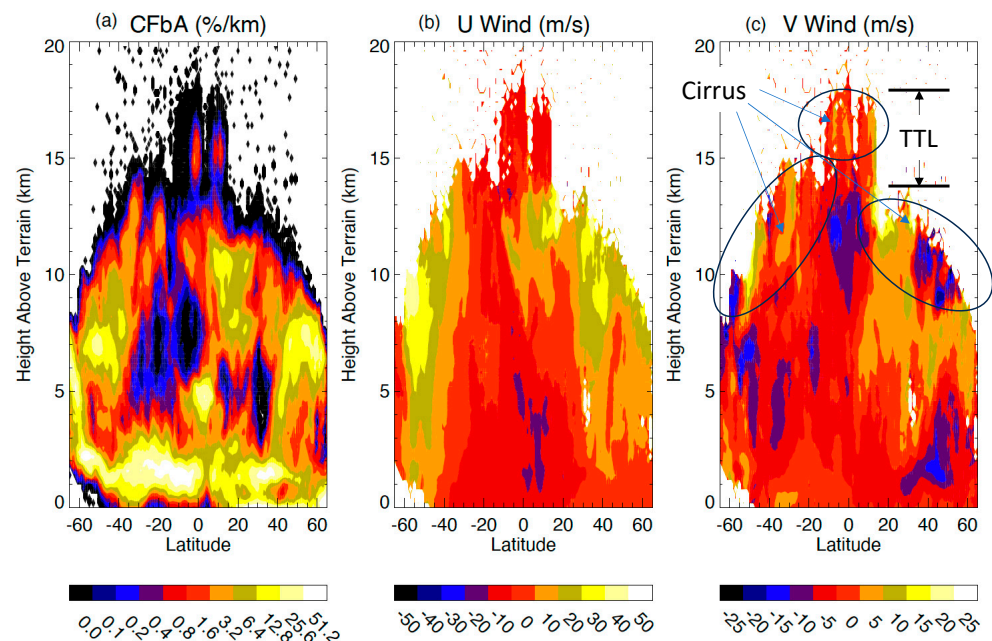 (a) CFbA (%/km)
(b) U Wind (m/s)
(c) V Wind (m/s)
20
15
10
5
0
Height Above Terrain (km)
-60 -40 -20 0 20 40 60
Latitude
0.0 0.1 0.2 0.4 0.8 1.6 3.2 6.4 12.8 25.6 51.2
20
15
10
5
0
Height Above Terrain (km)
-60 -40 -20 0 20 40 60
Latitude
-50 -40 -30 -20 -10 0 10 20 30 40 50
20
15
10
5
0
Height Above Terrain (km)
Cirrus
TTL
-60 -40 -20 0 20 40 60
Latitude
-25 -20 -15 -10 -5 0 5 10 15 20 25